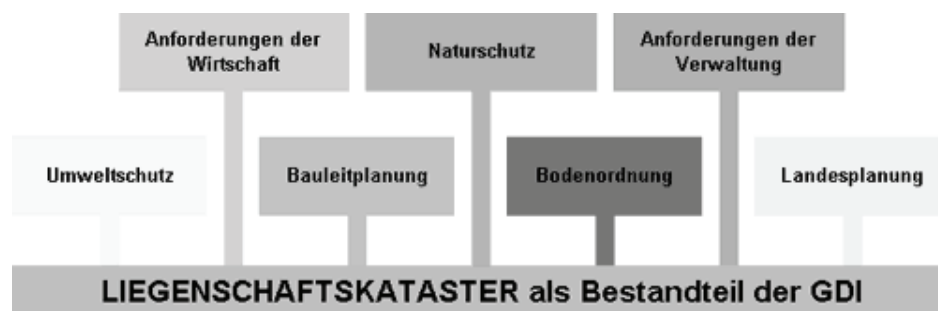 Anforderungen der
Wirtschaft
Naturschutz
Anforderungen der
Verwaltung
Umweltschutz
Bauleitplanung
Bodenordnung
Landesplanung
LIEGENSCHAFTSKATASTER als Bestandteil der GDI